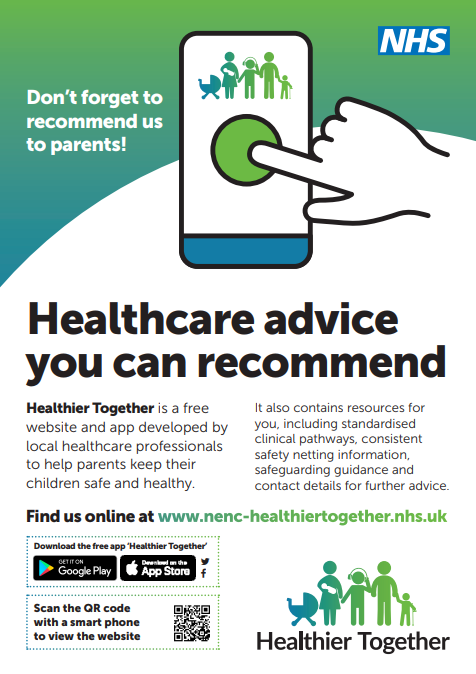 NHS
Don't forget to
recommend us
to parents!
Healthcare advice
you can recommend
Healthier Together is a free
website and app developed by
local healthcare professionals
to help parents keep their
children safe and healthy.
It also contains resources for
you, including standardised
clinical pathways, consistent
safety netting information,
safeguarding guidance and
contact details for further advice.
Find us online at www.nenc-healthiertogether.nhs.uk
Download the free app 'Healthier Together'
GET IT ON
Google Play
Download on the
App Store
Scan the QR code
with a smart phone
to view the website
Healthier Together